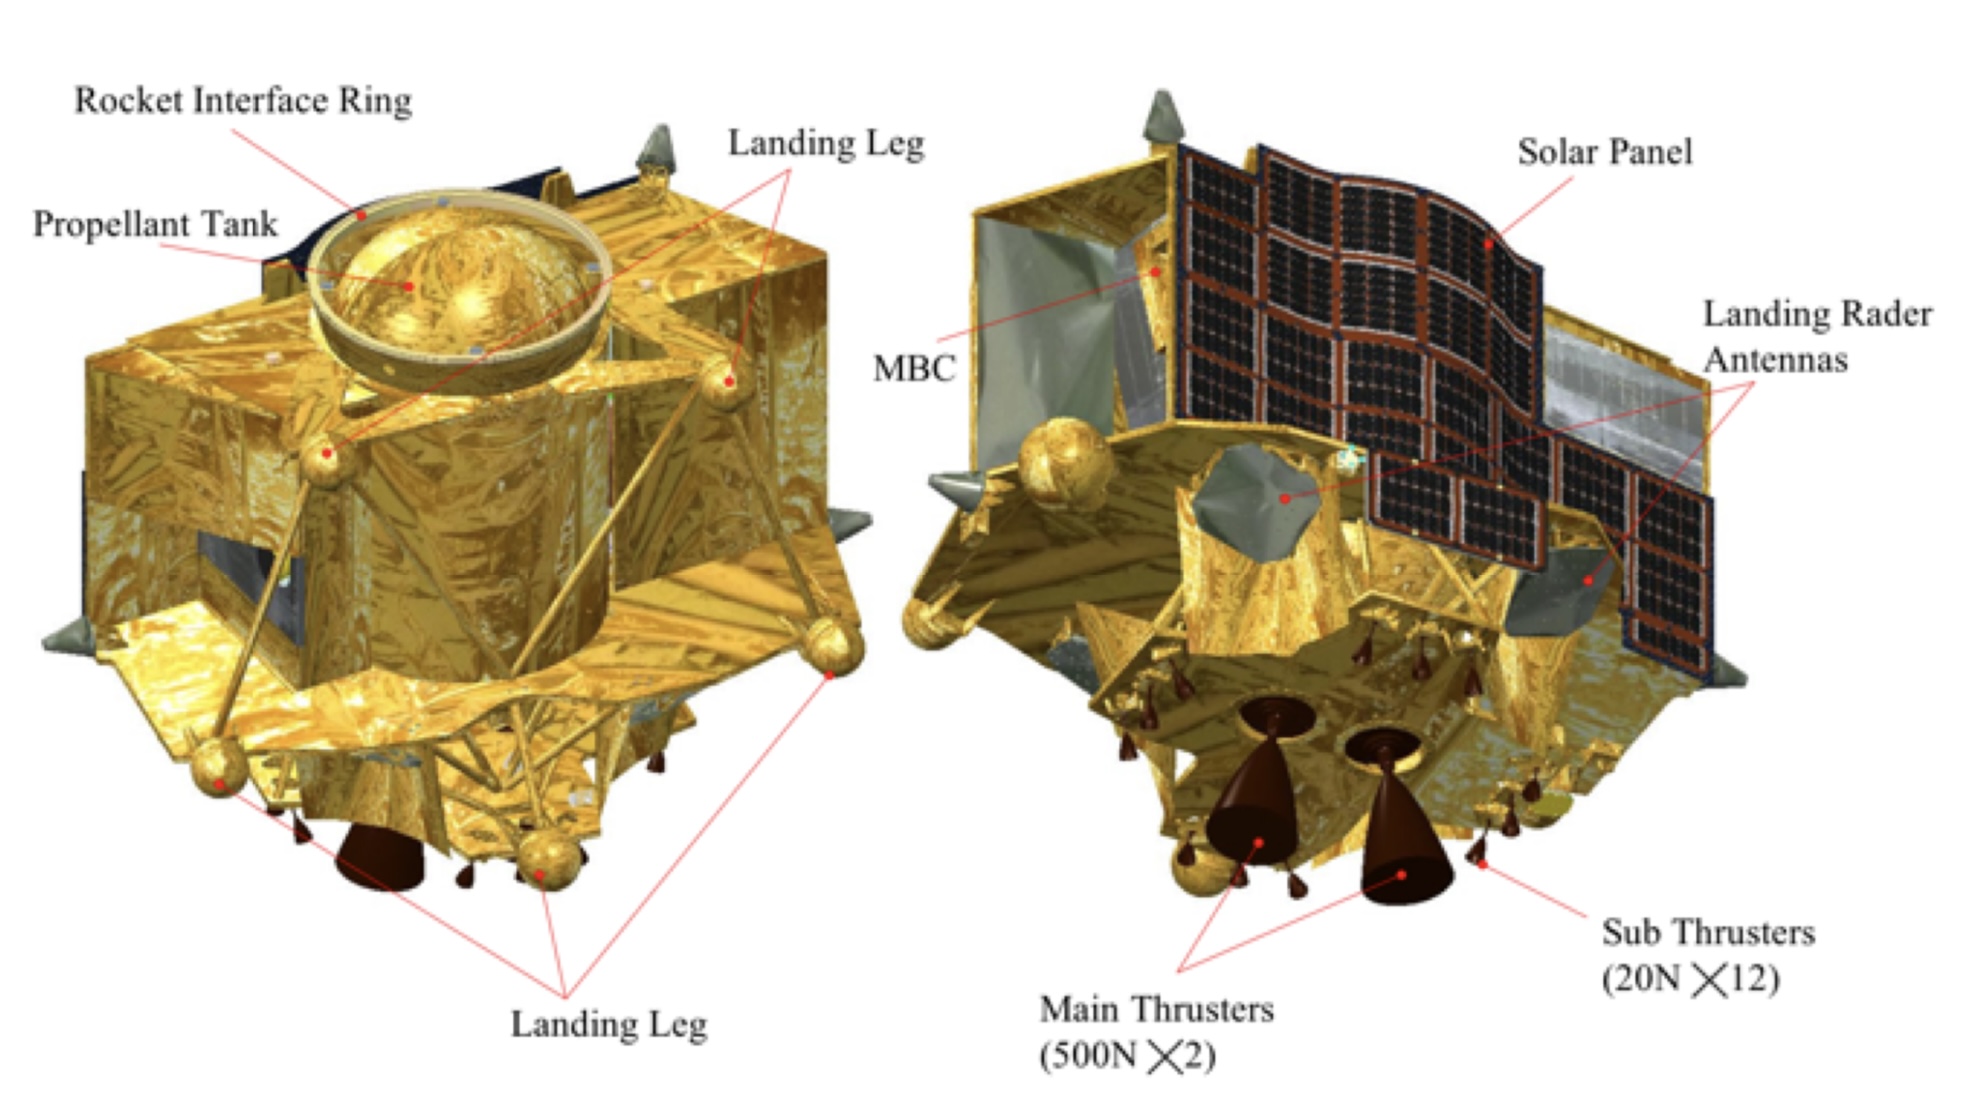 Rocket Interface Ring
Landing Leg
Propellant Tank
Landing Leg
Solar Panel
Landing Rader
Antennas
MBC
Sub Thrusters
(20N ╳12)
Main Thrusters
(500N ╳2)